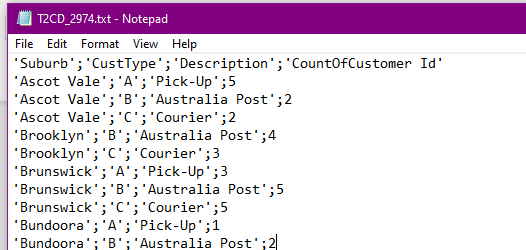 T2CD_2974.txt - Notepad
File Edit Format View Help
'Suburb';'CustType';'Description';'CountOfCustomer Id'
'Ascot Vale';'A';'Pick-Up';5
'Ascot Vale';'B';'Australia Post';2
'Ascot Vale';'C';'Courier';2
'Brooklyn';'B';'Australia Post';4
'Brooklyn';'C';'Courier';3
'Brunswick';'A';'Pick-Up';3
'Brunswick';'B';'Australia Post';5
'Brunswick';'C';'Courier';5
'Bundoora';'A';'Pick-Up';1
'Bundoora';'B';'Australia Post';2